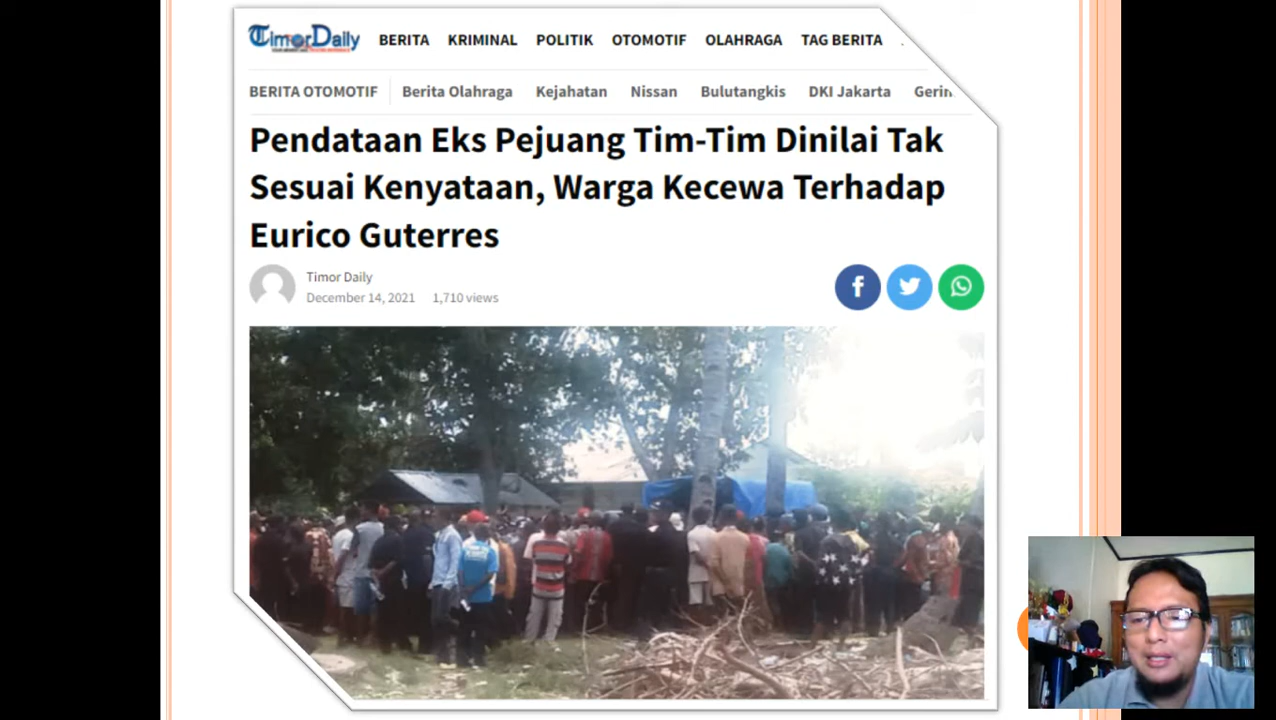 TimorDaily
BERITA KRIMINAL POLITIK OTOMOTIF OLAHRAGA TAG BERITA
BERITA OTOMOTIF Berita Olahraga Kejahatan Nissan Bulutangkis DKI Jakarta Gerin
Pendataan Eks Pejuang Tim-Tim Dinilai Tak
Sesuai Kenyataan, Warga Kecewa Terhadap
Eurico Guterres
Timor Daily
December 14, 2021 1,710 views